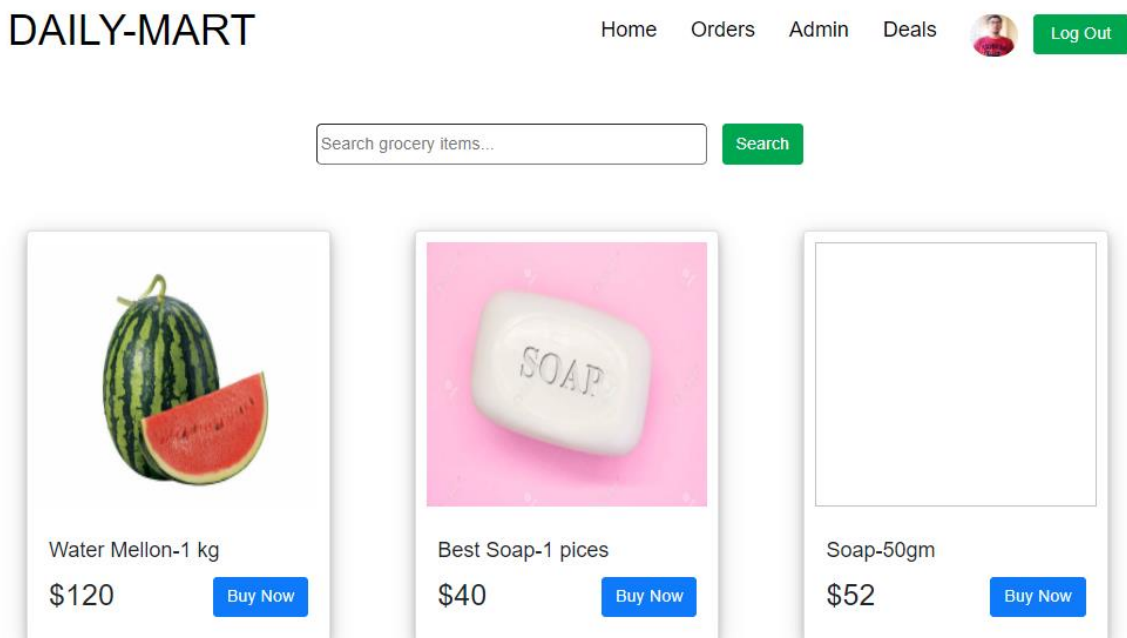 DAILY-MART
Home Orders Admin Deals Log Out
Search grocery items... Search
SOAP
Water Mellon-1 kg
$120 Buy Now
Best Soap-1 pices
$40 Buy Now
Soap-50gm
$52 Buy Now